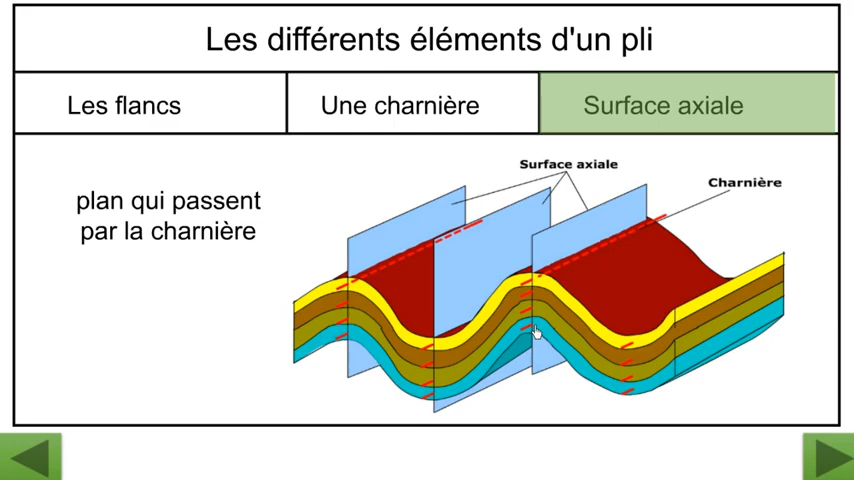 Les différents éléments d'un pli
Les flancs
Une charnière
Surface axiale
plan qui passent
par la charnière
Surface axiale
Charnière